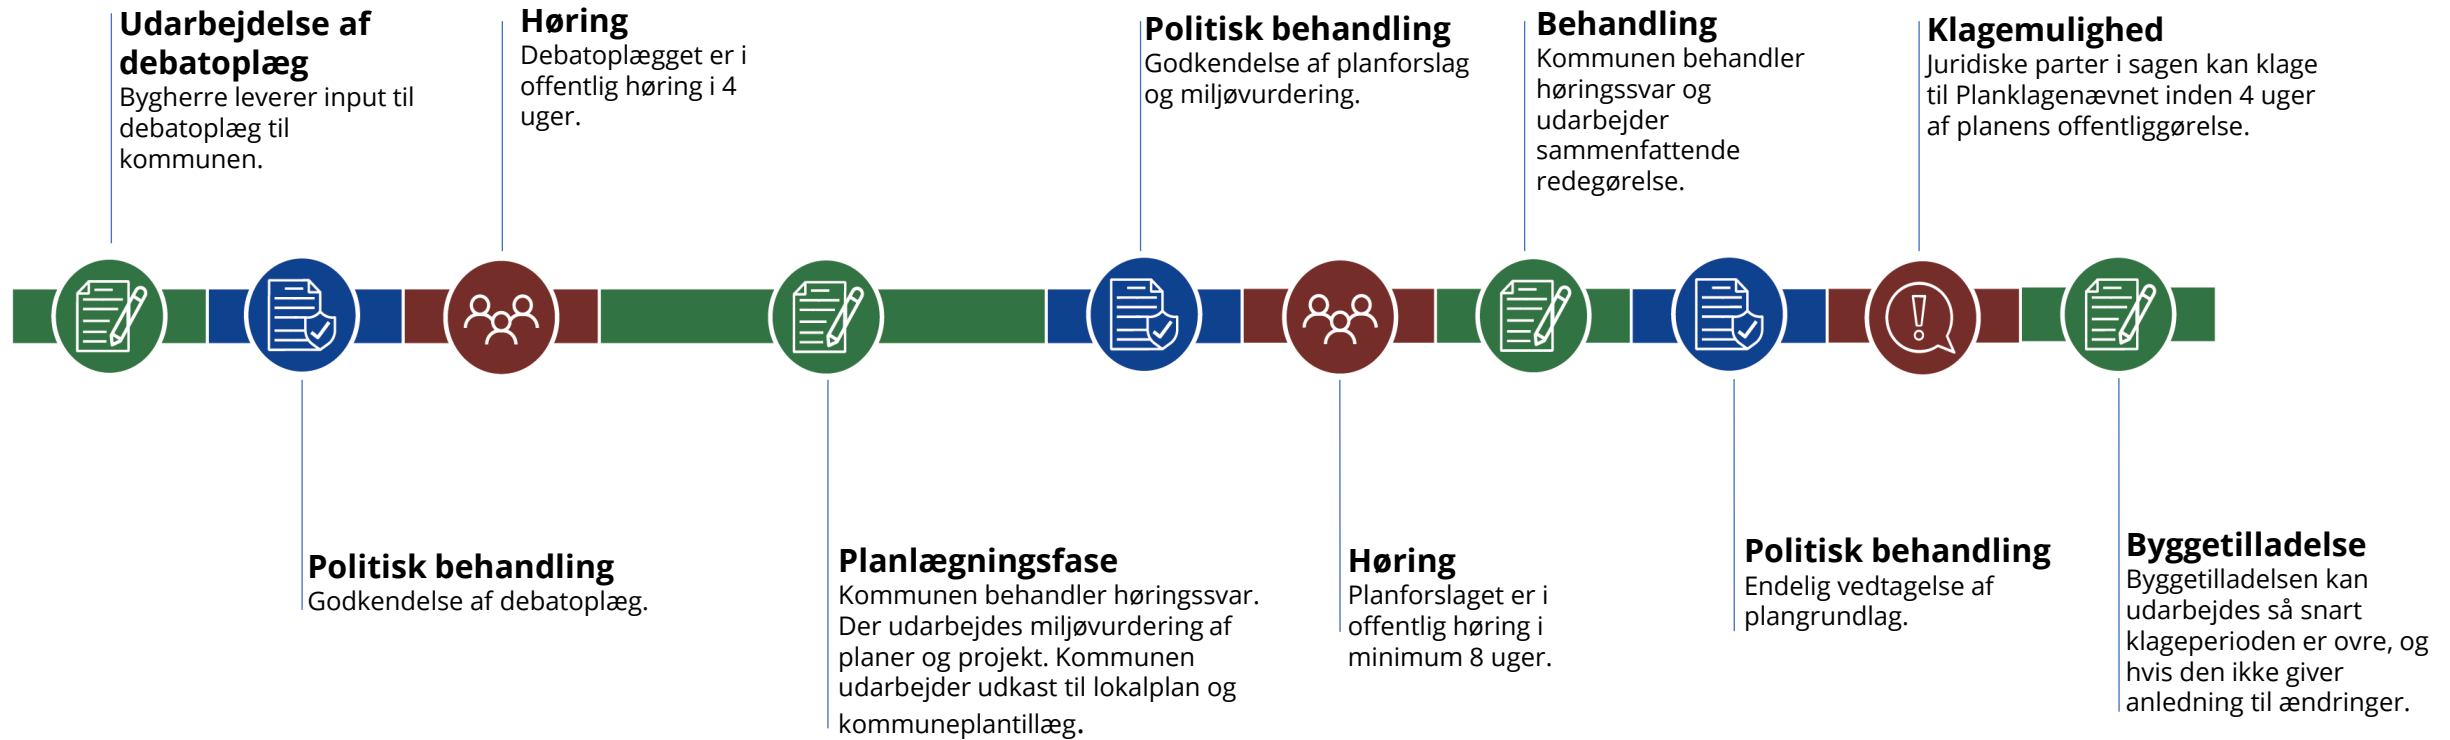 Udarbejdelse af
debatoplæg
Bygherre leverer input til
debatoplæg til
kommunen.
Politisk behandling
Godkendelse af debatoplæg.
Høring
Debatoplægget er i
offentlig høring i 4
uger.
Planlægningsfase
Kommunen behandler høringssvar.
Der udarbejdes miljøvurdering af
planer og projekt. Kommunen
udarbejder udkast til lokalplan og
kommuneplantillæg.
Politisk behandling
Godkendelse af planforslag
og miljøvurdering.
Høring
Planforslaget er i
offentlig høring i
minimum 8 uger.
Behandling
Kommunen behandler
høringssvar og
udarbejder
sammenfattende
redegørelse.
Politisk behandling
Endelig vedtagelse af
plangrundlag.
Klagemulighed
Juridiske parter i sagen kan klage
til Planklagenævnet inden 4 uger
af planens offentliggørelse.
Byggetilladelse
Byggetilladelsen kan
udarbejdes så snart
klageperioden er ovre, og
hvis den ikke giver
anledning til ændringer.